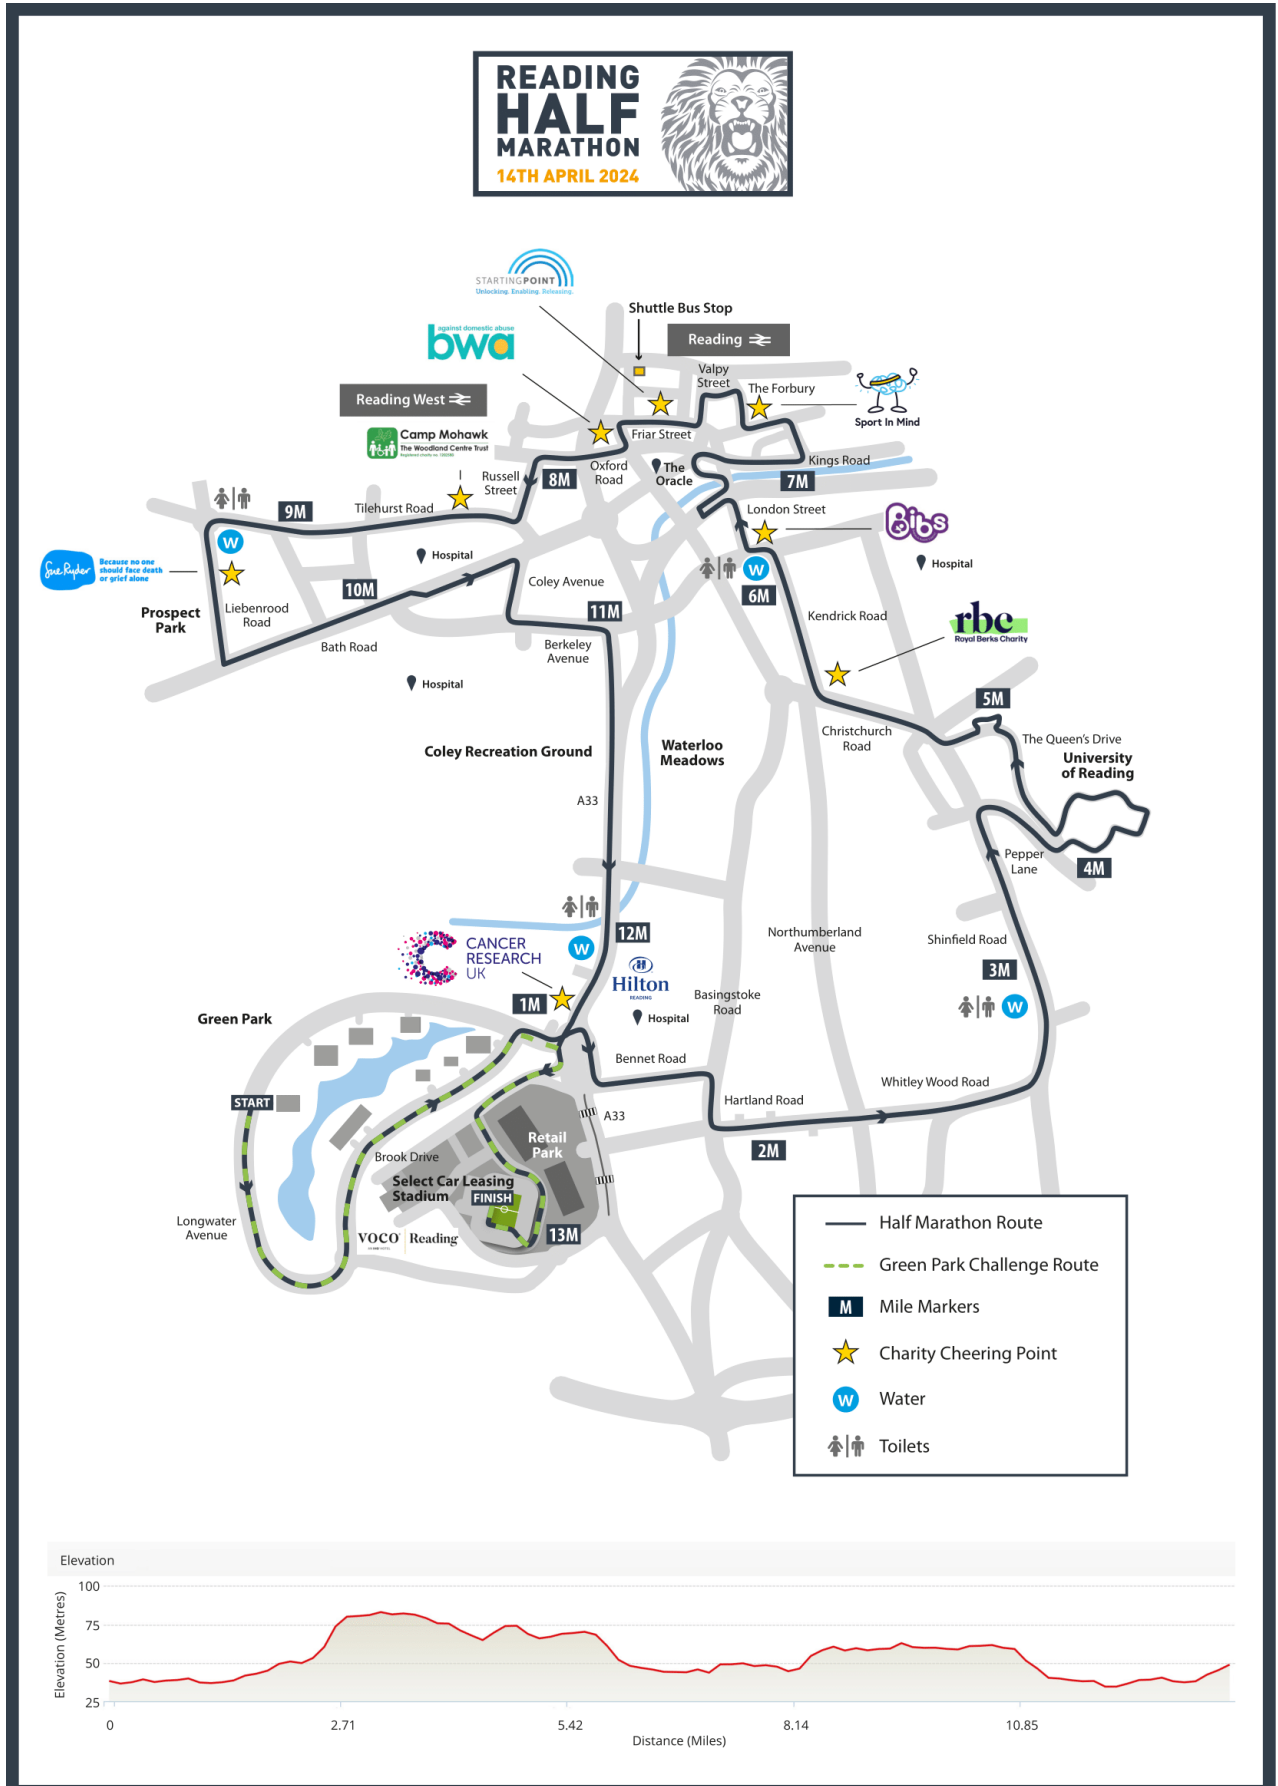 READING
HALF
MARATHON
14TH APRIL 2024
STARTINGPOINT
Unlocking. Enabling. Releasing.
Shuttle Bus Stop
against domestic abuse
bwa
Reading
Valpy
Street
The Forbury
Sport In Mind
Reading West
Camp Mohawk
The Woodland Centre Trust
Friar Street
Kings Road
Russell
Street
8M
Oxford
Road
The
Oracle
7M
9M
Tilehurst Road
London Street
Bibs
W
Sue Ryder
Because no one
should face death
or grief alone
Hospital
Hospital
W
6M
10M
Coley Avenue
11M
Prospect
Park
Liebenrood
Road
Kendrick Road
rbc
Royal Berks Charity
Bath Road
Berkeley
Avenue
Hospital
5M
Christchurch
Road
The Queen's Drive
University
of Reading
Coley Recreation Ground
Waterloo
Meadows
A33
Pepper
Lane
4M
12M
Northumberland
Avenue
Shinfield Road
CANCER
RESEARCH
UK
W
Hilton
READING
3M
1M
Basingstoke
Road
W
Green Park
Hospital
Bennet Road
Whitley Wood Road
START
Hartland Road
A33
Retail
Park
2M
Brook Drive
Select Car Leasing
Stadium
FINISH
Longwater
Avenue
VOCO
Reading
13M
Half Marathon Route
Green Park Challenge Route
M
Mile Markers
Charity Cheering Point
W
Water
Toilets
Elevation
Elevation (Metres)
100
75
50
25
0
2.71
5.42
8.14
10.85
Distance (Miles)